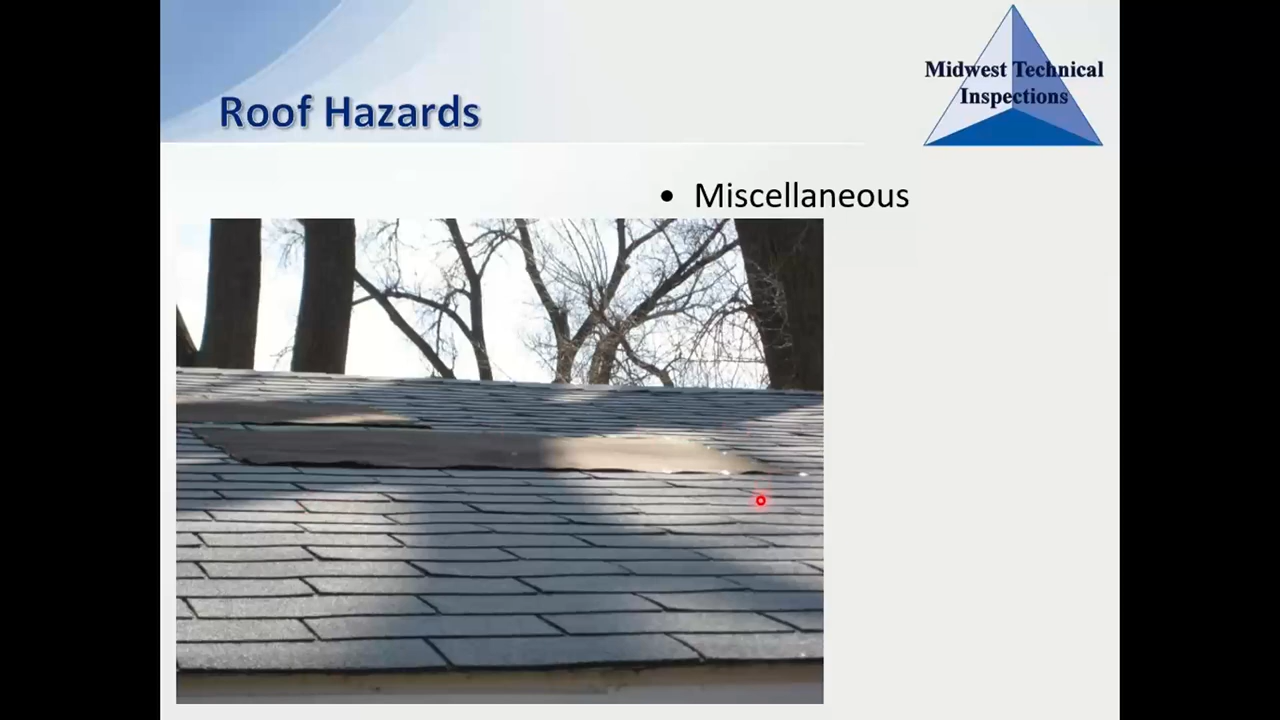 Midwest Technical
Inspections
Roof Hazards
• Miscellaneous